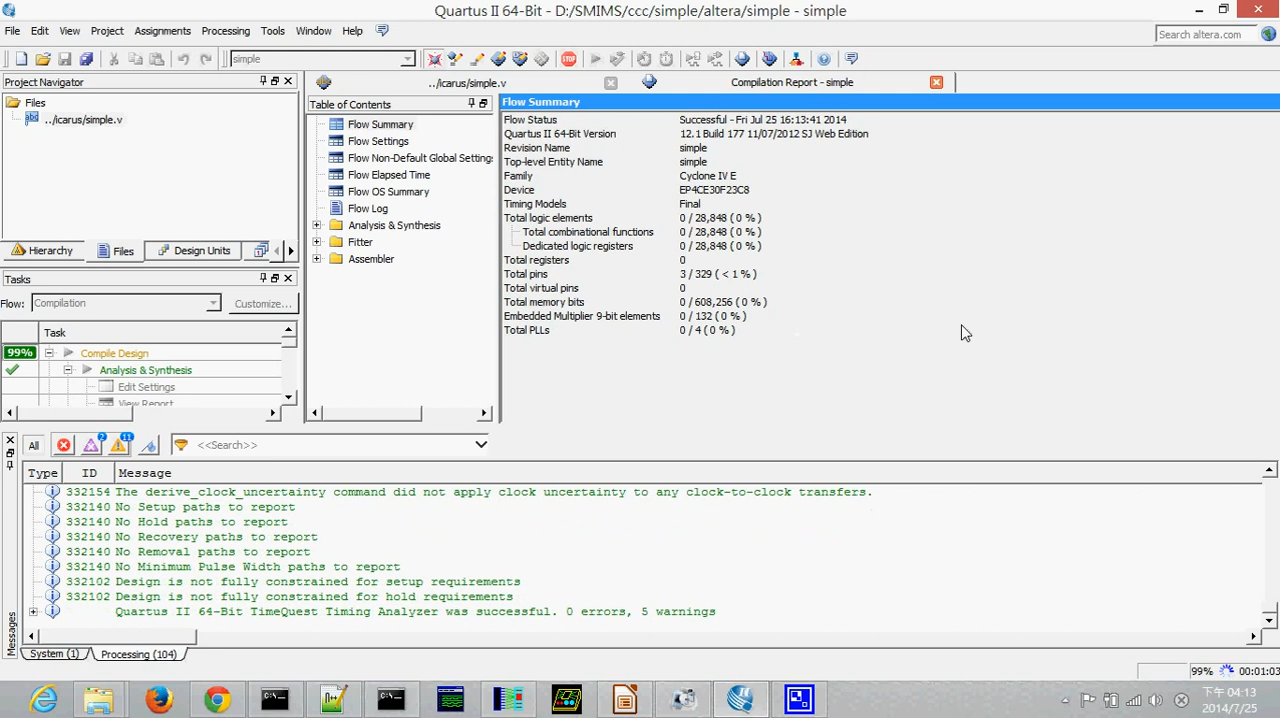 Quartus II 64-Bit - D:/SMIMS/ccc/simple/altera/simple - simple
File Edit View Project Assignments Processing Tools Window Help
Search altera.com
simple
Project Navigator
Files
../icarus/simple.v
Hierarchy Files Design Units
Tasks
Flow: Compilation Customize...
Task
99% Compile Design
Analysis & Synthesis
Edit Settings
View Report
../icarus/simple.v
Compilation Report - simple
Table of Contents
Flow Summary
Flow Settings
Flow Non-Default Global Settings
Flow Elapsed Time
Flow OS Summary
Flow Log
Analysis & Synthesis
Fitter
Assembler
Flow Summary
Flow Status Successful - Fri Jul 25 16:13:41 2014
Quartus II 64-Bit Version 12.1 Build 177 11/07/2012 SJ Web Edition
Revision Name simple
Top-level Entity Name simple
Family Cyclone IV E
Device EP4CE30F23C8
Timing Models Final
Total logic elements 0 / 28,848 ( 0 % )
Total combinational functions 0 / 28,848 ( 0 % )
Dedicated logic registers 0 / 28,848 ( 0 % )
Total registers 0
Total pins 3 / 329 ( < 1 % )
Total virtual pins 0
Total memory bits 0 / 608,256 ( 0 % )
Embedded Multiplier 9-bit elements 0 / 132 ( 0 % )
Total PLLs 0 / 4 ( 0 % )
All 2 11 <<Search>>
Type ID Message
332154 The derive_clock_uncertainty command did not apply clock uncertainty to any clock-to-clock transfers.
332140 No Setup paths to report
332140 No Hold paths to report
332140 No Recovery paths to report
332140 No Removal paths to report
332140 No Minimum Pulse Width paths to report
332102 Design is not fully constrained for setup requirements
332102 Design is not fully constrained for hold requirements
Quartus II 64-Bit TimeQuest Timing Analyzer was successful. 0 errors, 5 warnings
Messages
System (1) Processing (104)
99% 00:01:03
下午 04:13
2014/7/25